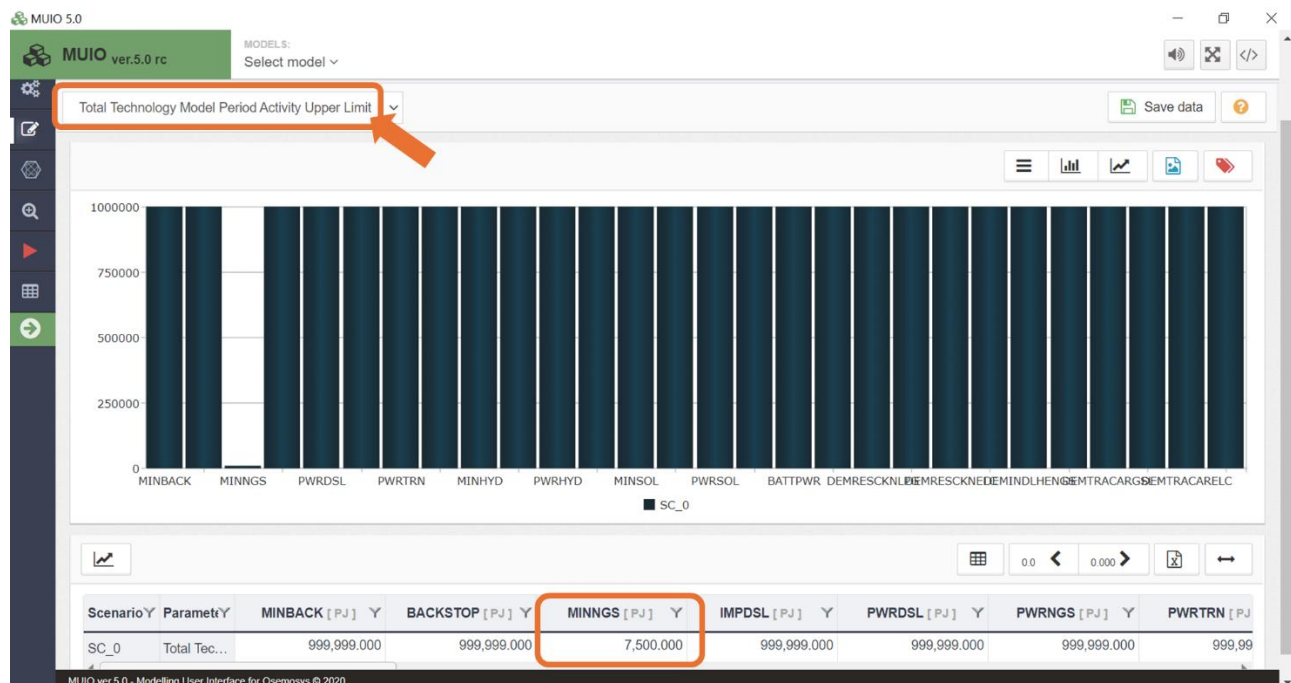 MUIO 5.0
MUIO ver.5.0 rc
MODELS:
Select model
Total Technology Model Period Activity Upper Limit
Save data
1000000
750000
500000
250000
0
MINBACK MINNGS PWRDSL PWRTRN MINHYD PWRHYD MINSOL PWRSOL BATTPWR
SC_0
0.0 0.000
Scenario Paramete MINBACK [PJ] BACKSTOP [PJ] MINNGS [PJ] IMPDSL [PJ] PWRDSL [PJ] PWRNGS [PJ] PWRTRN [PJ
SC_0 Total Tec... 999,999.000 999,999.000 7,500.000 999,999.000 999,999.000 999,999.000 999,99
MUIO ver.5.0 - Modelling User Interface for Osemosys © 2020